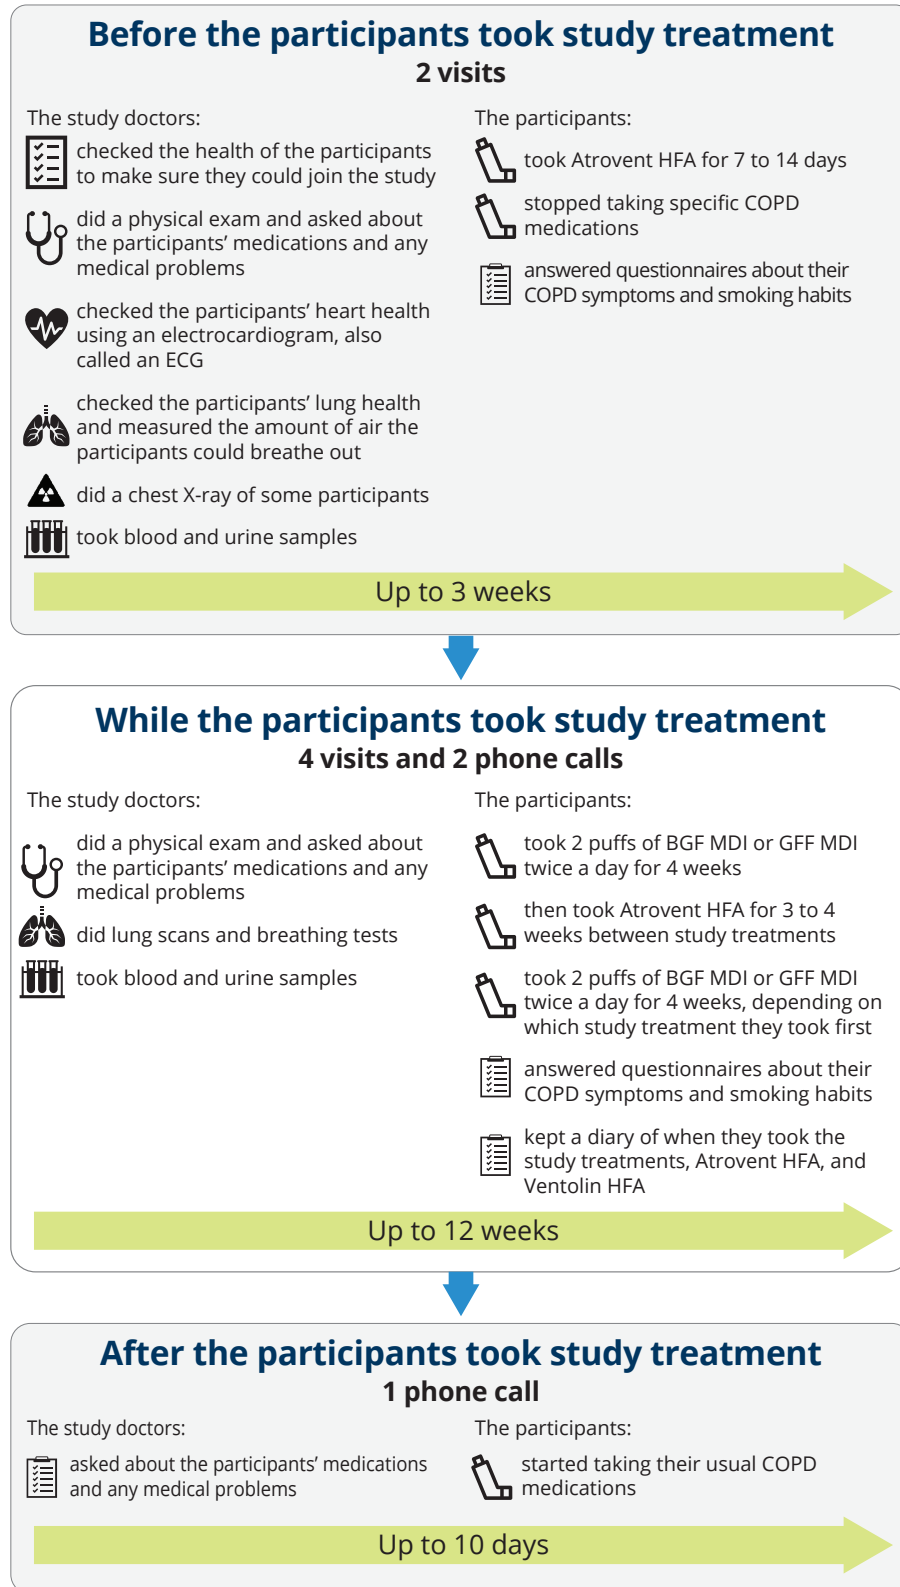 Before the participants took study treatment
2 visits
The study doctors:
checked the health of the participants
to make sure they could join the study
did a physical exam and asked about
the participants' medications and any
medical problems
checked the participants' heart health
using an electrocardiogram, also
called an ECG
checked the participants' lung health
and measured the amount of air the
participants could breathe out
did a chest X-ray of some participants
took blood and urine samples
The participants:
took Atrovent HFA for 7 to 14 days
stopped taking specific COPD
medications
answered questionnaires about their
COPD symptoms and smoking habits
Up to 3 weeks
While the participants took study treatment
4 visits and 2 phone calls
The study doctors:
did a physical exam and asked about
the participants' medications and any
medical problems
did lung scans and breathing tests
took blood and urine samples
The participants:
took 2 puffs of BGF MDI or GFF MDI
twice a day for 4 weeks
then took Atrovent HFA for 3 to 4
weeks between study treatments
took 2 puffs of BGF MDI or GFF MDI
twice a day for 4 weeks, depending on
which study treatment they took first
answered questionnaires about their
COPD symptoms and smoking habits
kept a diary of when they took the
study treatments, Atrovent HFA, and
Ventolin HFA
Up to 12 weeks
After the participants took study treatment
1 phone call
The study doctors:
asked about the participants' medications
and any medical problems
The participants:
started taking their usual COPD
medications
Up to 10 days